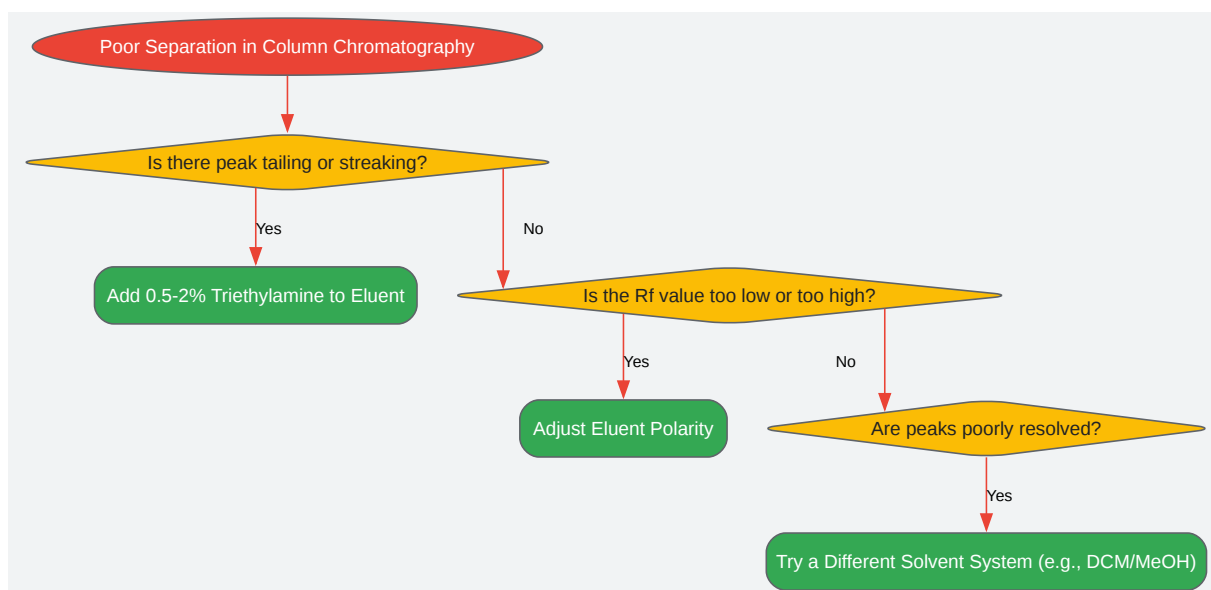 Poor Separation in Column Chromatography
Is there peak tailing or streaking?
Yes
No
Add 0.5-2% Triethylamine to Eluent
Is the Rf value too low or too high?
Yes
No
Adjust Eluent Polarity
Are peaks poorly resolved?
Yes
Try a Different Solvent System (e.g., DCM/MeOH)